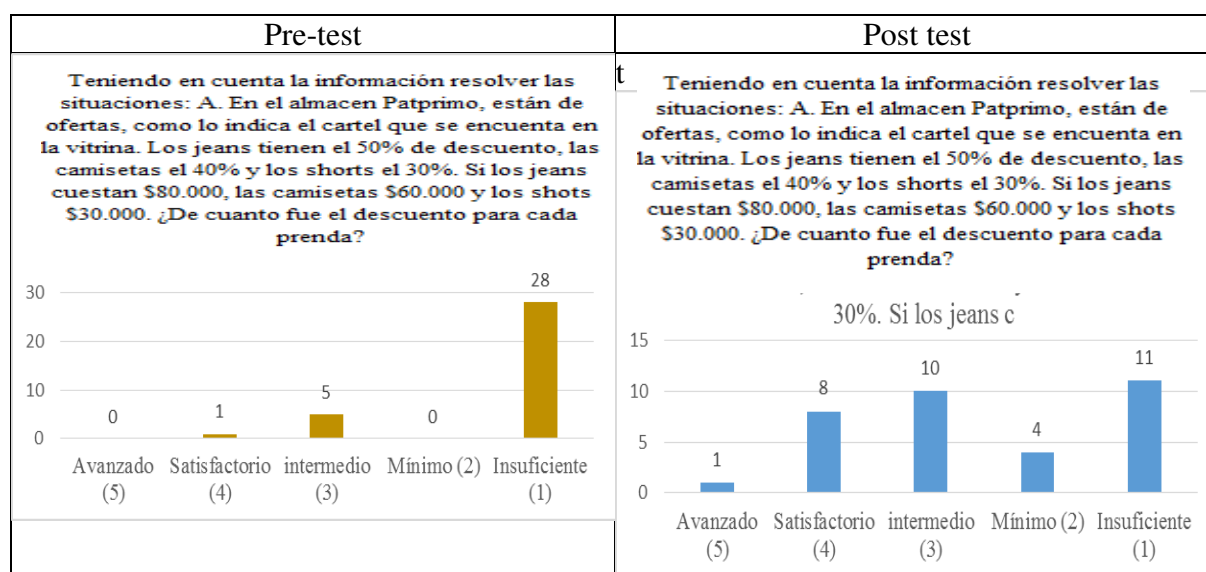 Pre-test
Teniendo en cuenta la información resolver las
situaciones: A. En el almacen Patprimo, están de
ofertas, como lo indica el cartel que se encuenta en
la vitrina. Los jeans tienen el 50% de descuento, las
camisetas el 40% y los shorts el 30%. Si los jeans
cuestan $80.000, las camisetas $60.000 y los shots
$30.000. ¿De cuanto fue el descuento para cada
prenda?
30
20
10
0
0
1
5
0
28
Avanzado
(5)
Satisfactorio
(4)
intermedio
(3)
Mínimo (2)
Insuficiente
(1)
Post test
t
Teniendo en cuenta la información resolver las
situaciones: A. En el almacen Patprimo, están de
ofertas, como lo indica el cartel que se encuenta en
la vitrina. Los jeans tienen el 50% de descuento, las
camisetas el 40% y los shorts el 30%. Si los jeans
cuestan $80.000, las camisetas $60.000 y los shots
$30.000. ¿De cuanto fue el descuento para cada
prenda?
30%. Si los jeans c
15
10
5
0
1
8
10
4
11
Avanzado
(5)
Satisfactorio
(4)
intermedio
(3)
Mínimo (2)
Insuficiente
(1)